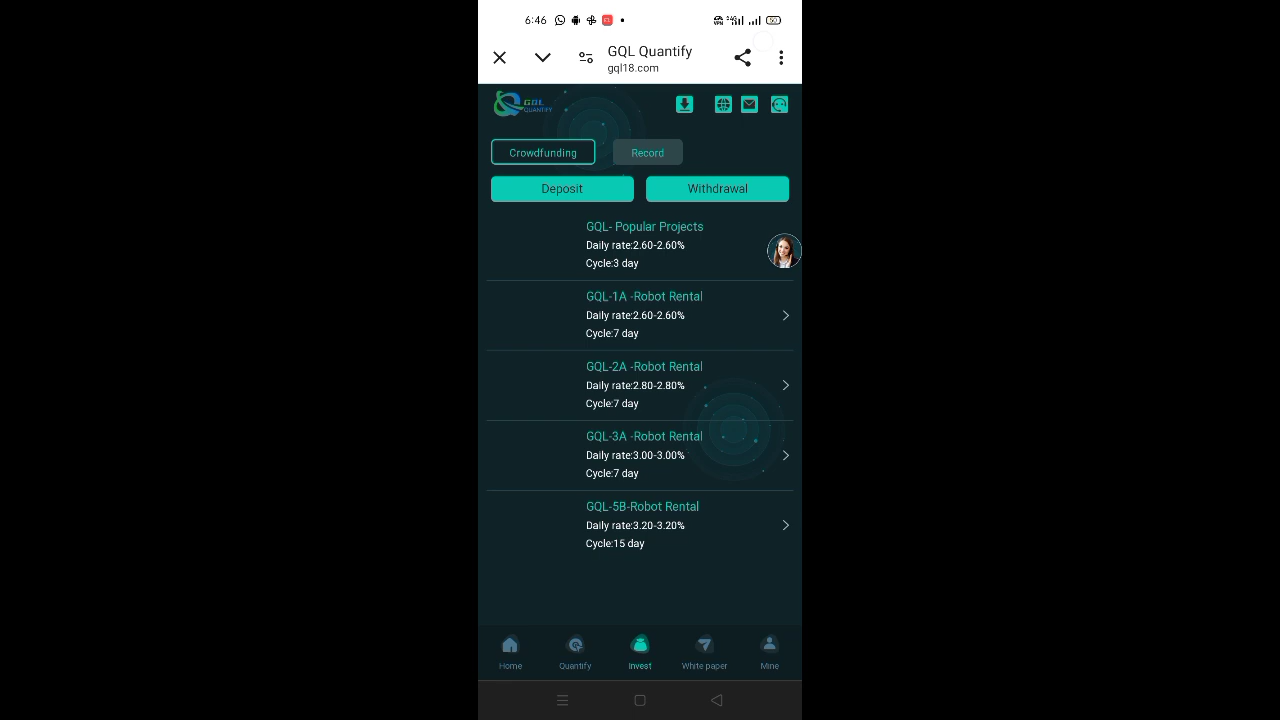 6:46
50
GQL Quantify
gql18.com
GQL
QUANTIFY
Crowdfunding
Record
Deposit
Withdrawal
GQL- Popular Projects
Daily rate:2.60-2.60%
Cycle:3 day
GQL-1A -Robot Rental
Daily rate:2.60-2.60%
Cycle:7 day
GQL-2A -Robot Rental
Daily rate:2.80-2.80%
Cycle:7 day
GQL-3A -Robot Rental
Daily rate:3.00-3.00%
Cycle:7 day
GQL-5B-Robot Rental
Daily rate:3.20-3.20%
Cycle:15 day
Home
Quantify
Invest
White paper
Mine